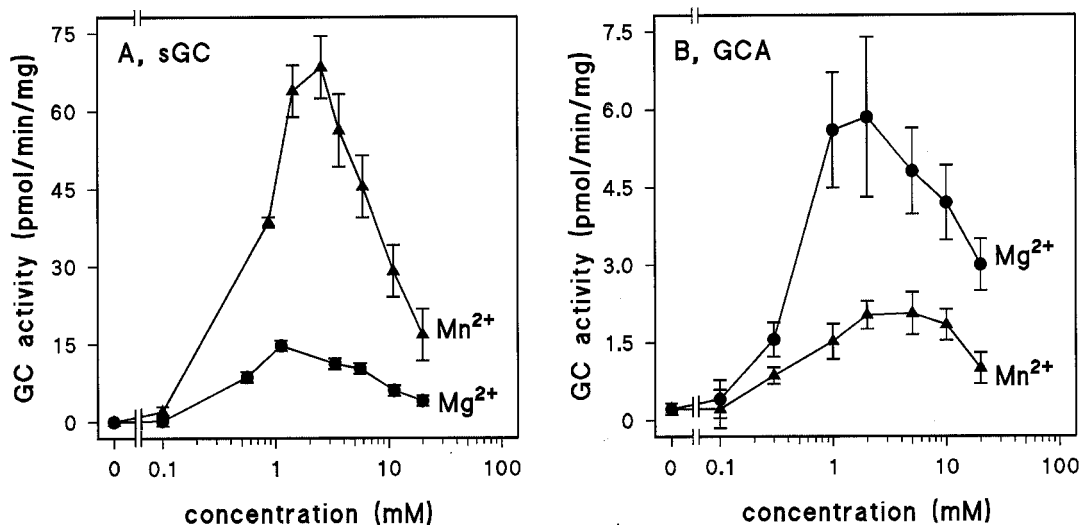 A, sGC
GC activity (pmol/min/mg)
75
60
45
30
15
0
Mn2+
Mg2+
0 0.1 1 10 100
concentration (mM)
B, GCA
GC activity (pmol/min/mg)
7.5
6.0
4.5
3.0
1.5
0
Mg2+
Mn2+
0 0.1 1 10 100
concentration (mM)